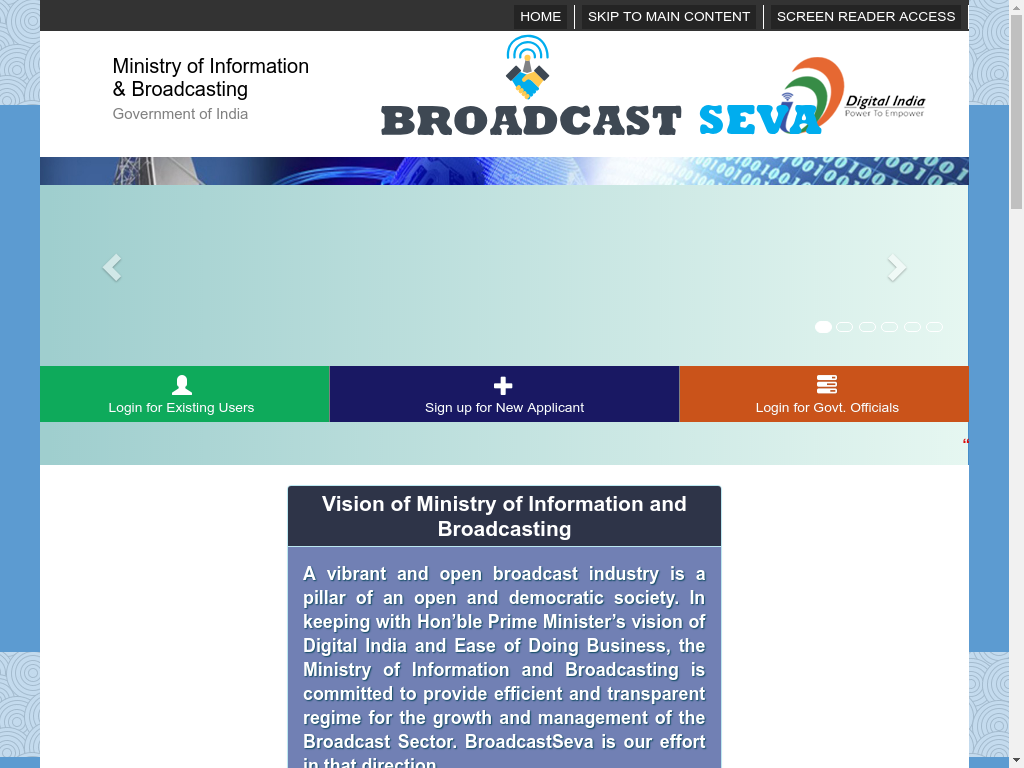 HOME SKIP TO MAIN CONTENT SCREEN READER ACCESS
Ministry of Information
& Broadcasting
Government of India
BROADCAST SEVA
Digital India
Power To Empower
Login for Existing Users
Sign up for New Applicant
Login for Govt. Officials
“
Vision of Ministry of Information and
Broadcasting
A vibrant and open broadcast industry is a
pillar of an open and democratic society. In
keeping with Hon’ble Prime Minister’s vision of
Digital India and Ease of Doing Business, the
Ministry of Information and Broadcasting is
committed to provide efficient and transparent
regime for the growth and management of the
Broadcast Sector. BroadcastSeva is our effort
in that direction